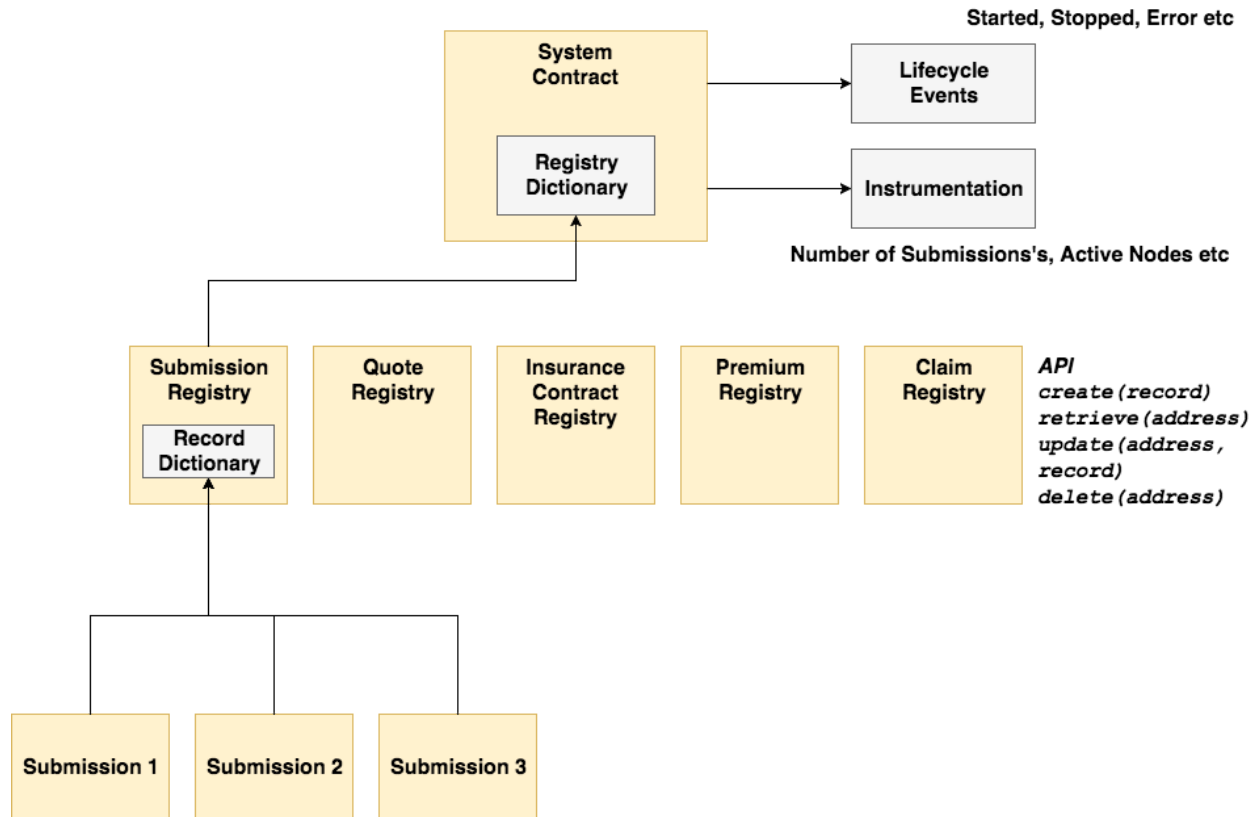 Started, Stopped, Error etc
System
Contract
Lifecycle
Events
Registry
Dictionary
Instrumentation
Number of Submissions's, Active Nodes etc
Submission
Registry
Record
Dictionary
Quote
Registry
Insurance
Contract
Registry
Premium
Registry
Claim
Registry
API
create(record)
retrieve(address)
update(address,
record)
delete(address)
Submission 1
Submission 2
Submission 3